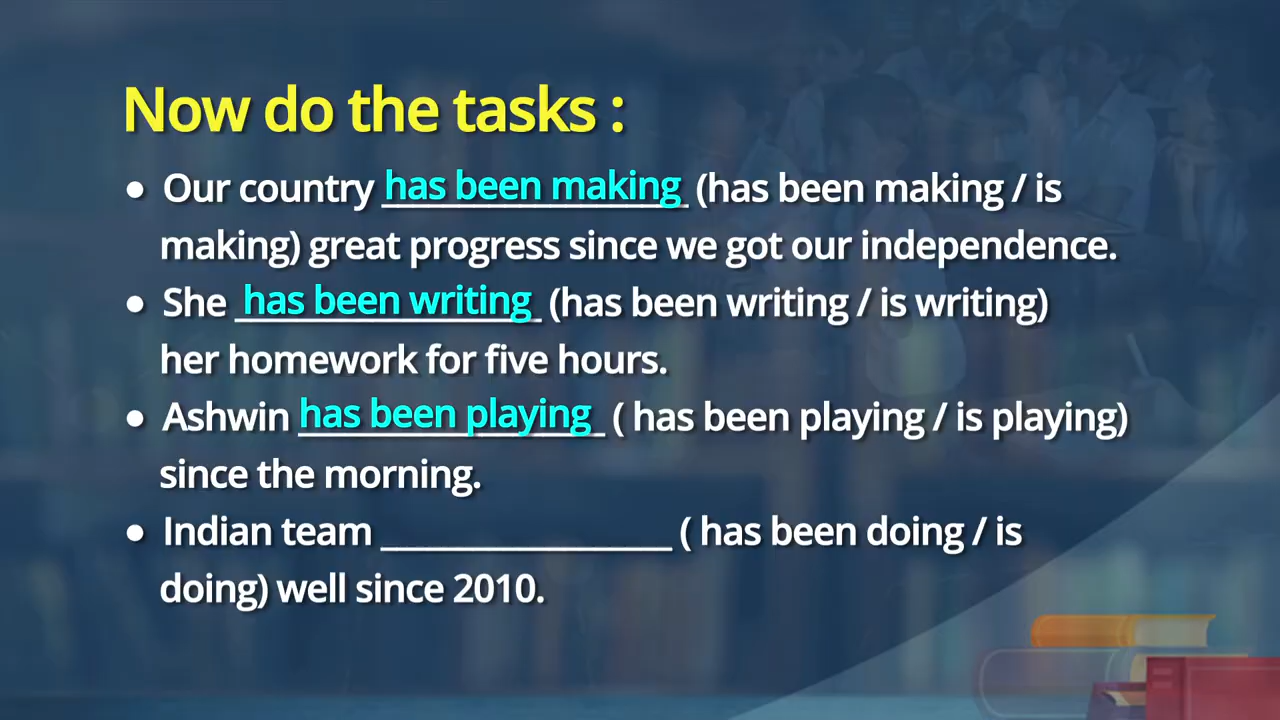 Now do the tasks :
● Our country has been making (has been making / is
making) great progress since we got our independence.
● She has been writing (has been writing / is writing)
her homework for five hours.
● Ashwin has been playing ( has been playing / is playing)
since the morning.
● Indian team ______________ ( has been doing / is
doing) well since 2010.